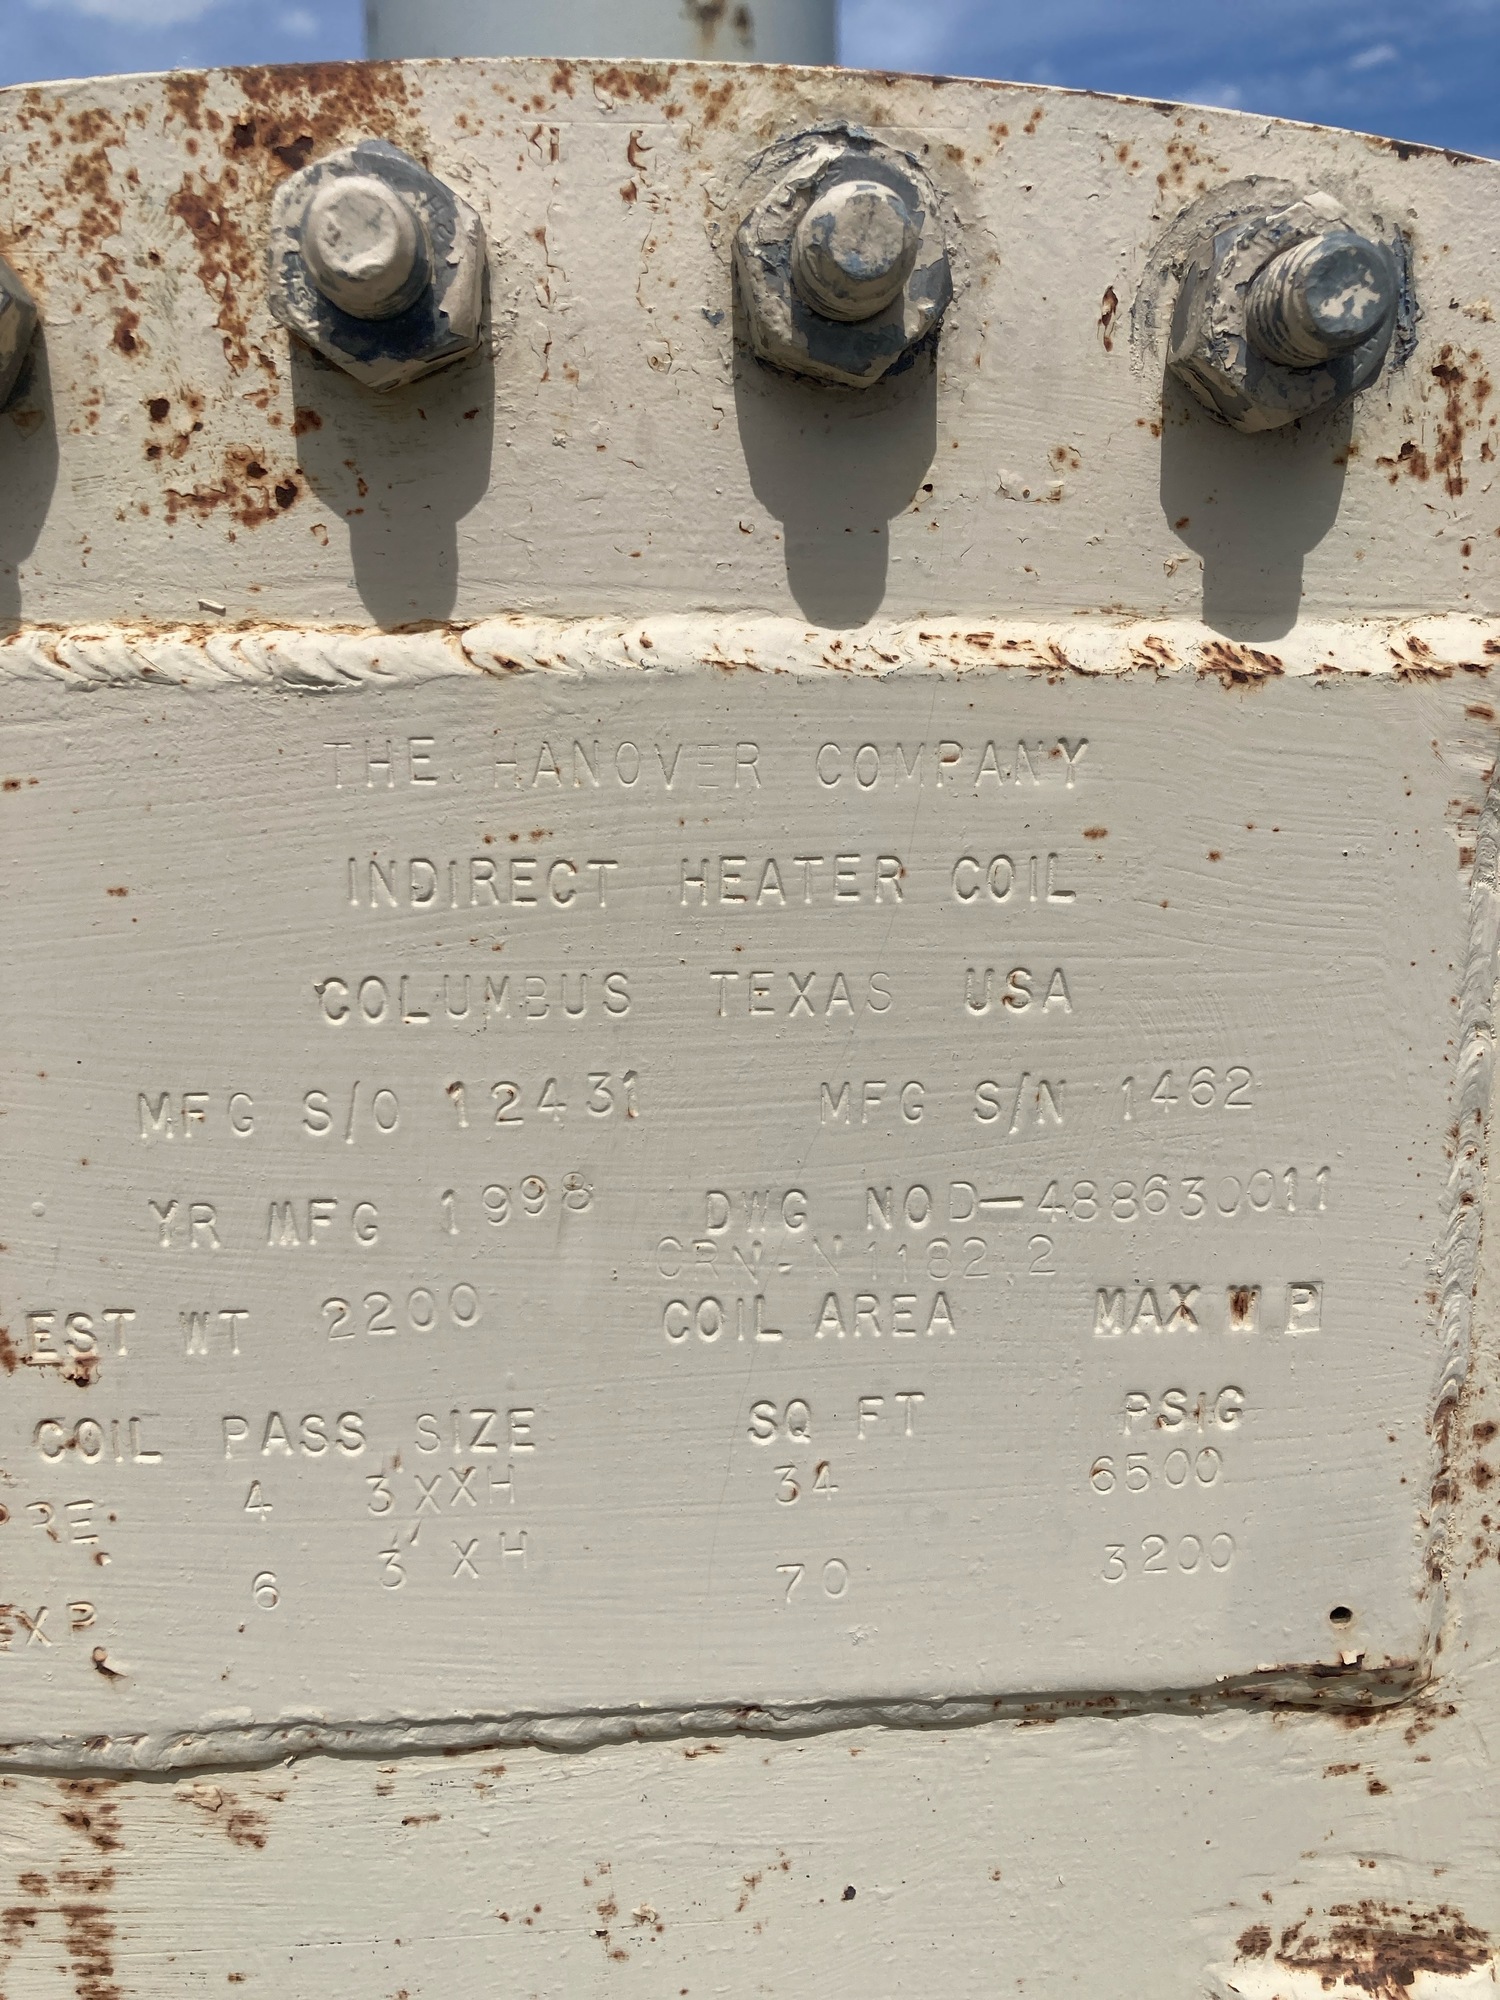 THE HANOVER COMPANY
INDIRECT HEATER COIL
COLUMBUS TEXAS USA
MFG S/O 12431 MFG S/N 1462
YR MFG 1998 DWG NO D-488630011
CRN-N1182.2
EST WT 2200 COIL AREA MAX W P
COIL PASS SIZE SQ FT PSIG
PRE 4 3" XXH 34 6500
EXP 6 3" XH 70 3200